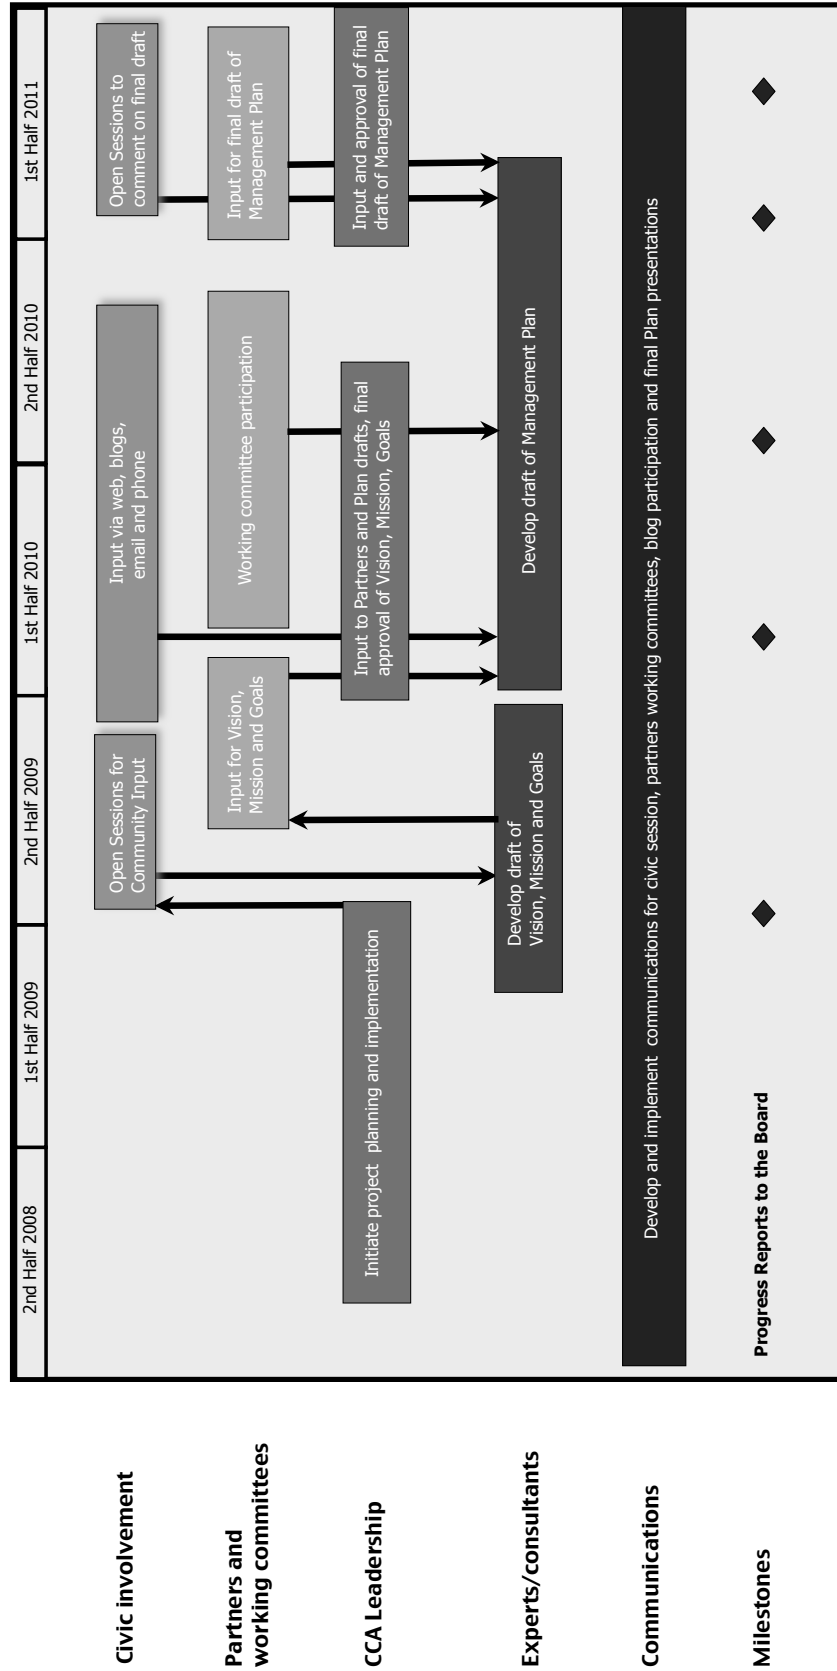 2nd Half 2008
1st Half 2009
2nd Half 2009
1st Half 2010
2nd Half 2010
1st Half 2011
Civic involvement
Open Sessions for
Community Input
Input via web, blogs,
email and phone
Open Sessions to
comment on final draft
Partners and
working committees
Input for Vision,
Mission and Goals
Working committee participation
Input for final draft of
Management Plan
CCA Leadership
Initiate project planning and implementation
Input to Partners and Plan drafts, final
approval of Vision, Mission, Goals
Input and approval of final
draft of Management Plan
Experts/consultants
Develop draft of
Vision, Mission and Goals
Develop draft of Management Plan
Communications
Develop and implement communications for civic session, partners working committees, blog participation and final Plan presentations
Milestones
Progress Reports to the Board